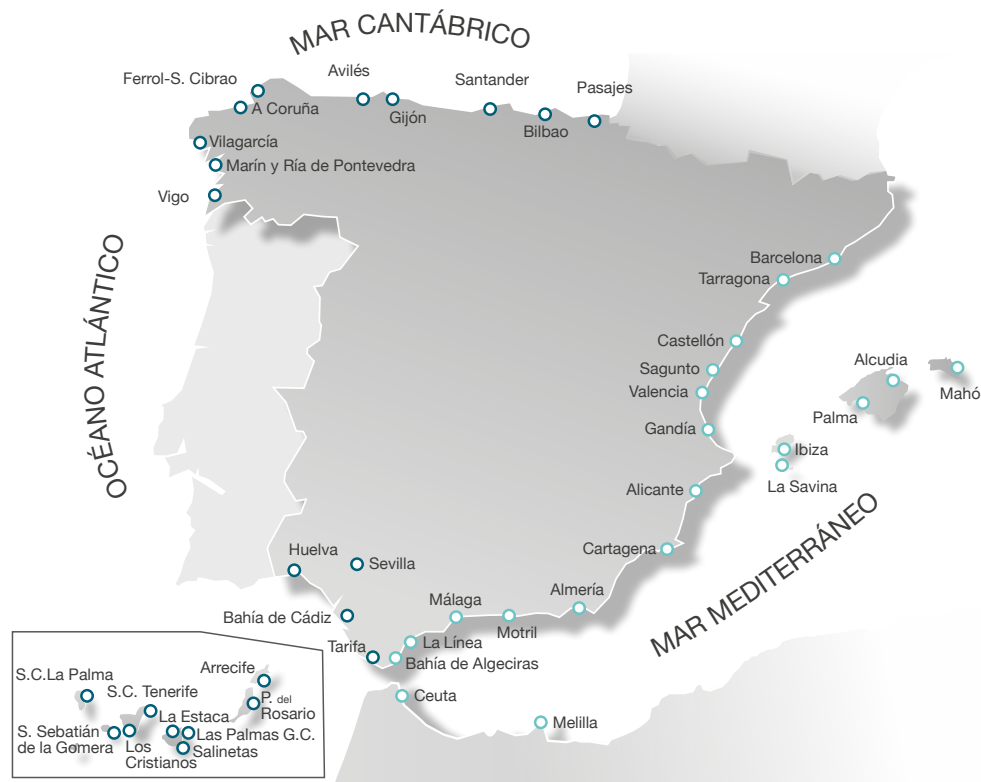 MAR CANTÁBRICO
Ferrol-S. Cibrao
Avilés
Santander
Pasajes
A Coruña
Gijón
Bilbao
Vilagarcía
Marín y Ría de Pontevedra
Vigo
OCÉANO ATLÁNTICO
Barcelona
Tarragona
Castellón
Sagunto
Valencia
Gandía
Alcudia
Mahó
Palma
Ibiza
La Savina
Alicante
Cartagena
MAR MEDITERRÁNEO
Huelva
Sevilla
Almería
Málaga
Motril
Bahía de Cádiz
La Línea
Tarifa
Bahía de Algeciras
Ceuta
Melilla
S.C.La Palma
S.C. Tenerife
Arrecife
La Estaca
P. del
Rosario
S. Sebatián
de la Gomera
Los
Cristianos
Las Palmas G.C.
Salinetas